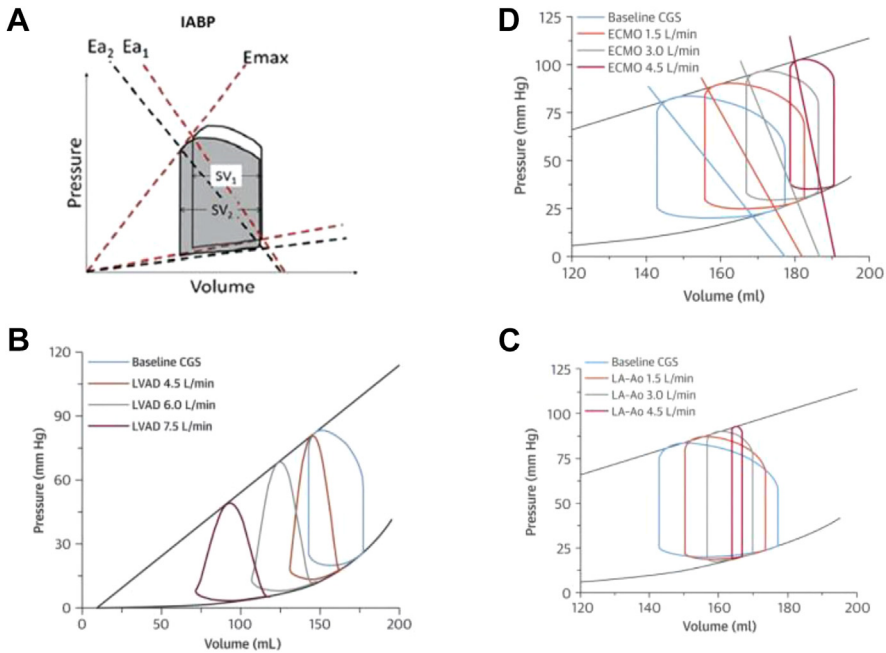 A
IABP
Ea2 Ea1
Emax
SV1
SV2
Pressure
Volume
D
Baseline CGS
ECMO 1.5 L/min
ECMO 3.0 L/min
ECMO 4.5 L/min
125
100
75
50
25
0
Pressure (mm Hg)
120 140 160 180 200
Volume (ml)
B
Baseline CGS
LVAD 4.5 L/min
LVAD 6.0 L/min
LVAD 7.5 L/min
120
90
60
30
0
Pressure (mm Hg)
0 50 100 150 200
Volume (mL)
C
Baseline CGS
LA-Ao 1.5 L/min
LA-Ao 3.0 L/min
LA-Ao 4.5 L/min
125
100
75
50
25
0
Pressure (mm Hg)
120 140 160 180 200
Volume (ml)